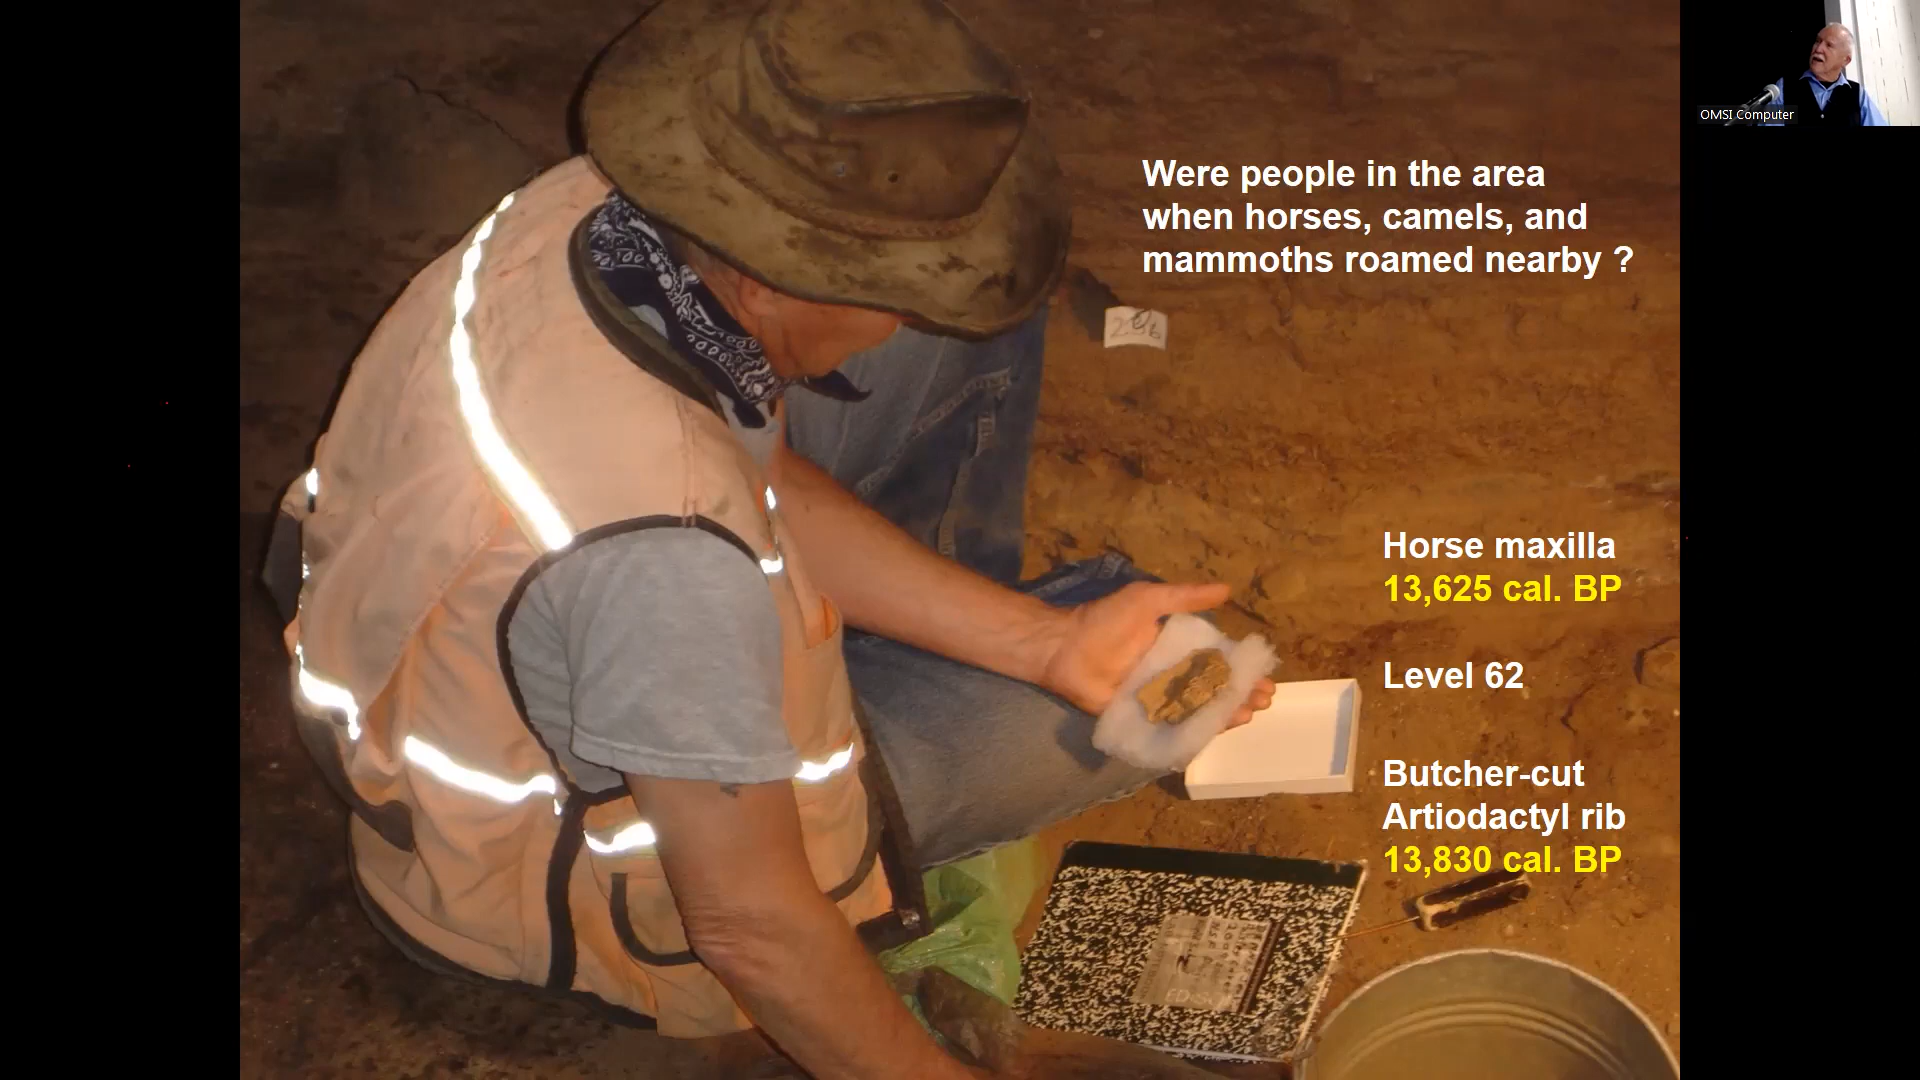 OMSI Computer
Were people in the area
when horses, camels, and
mammoths roamed nearby ?
Horse maxilla
13,625 cal. BP
Level 62
Butcher-cut
Artiodactyl rib
13,830 cal. BP